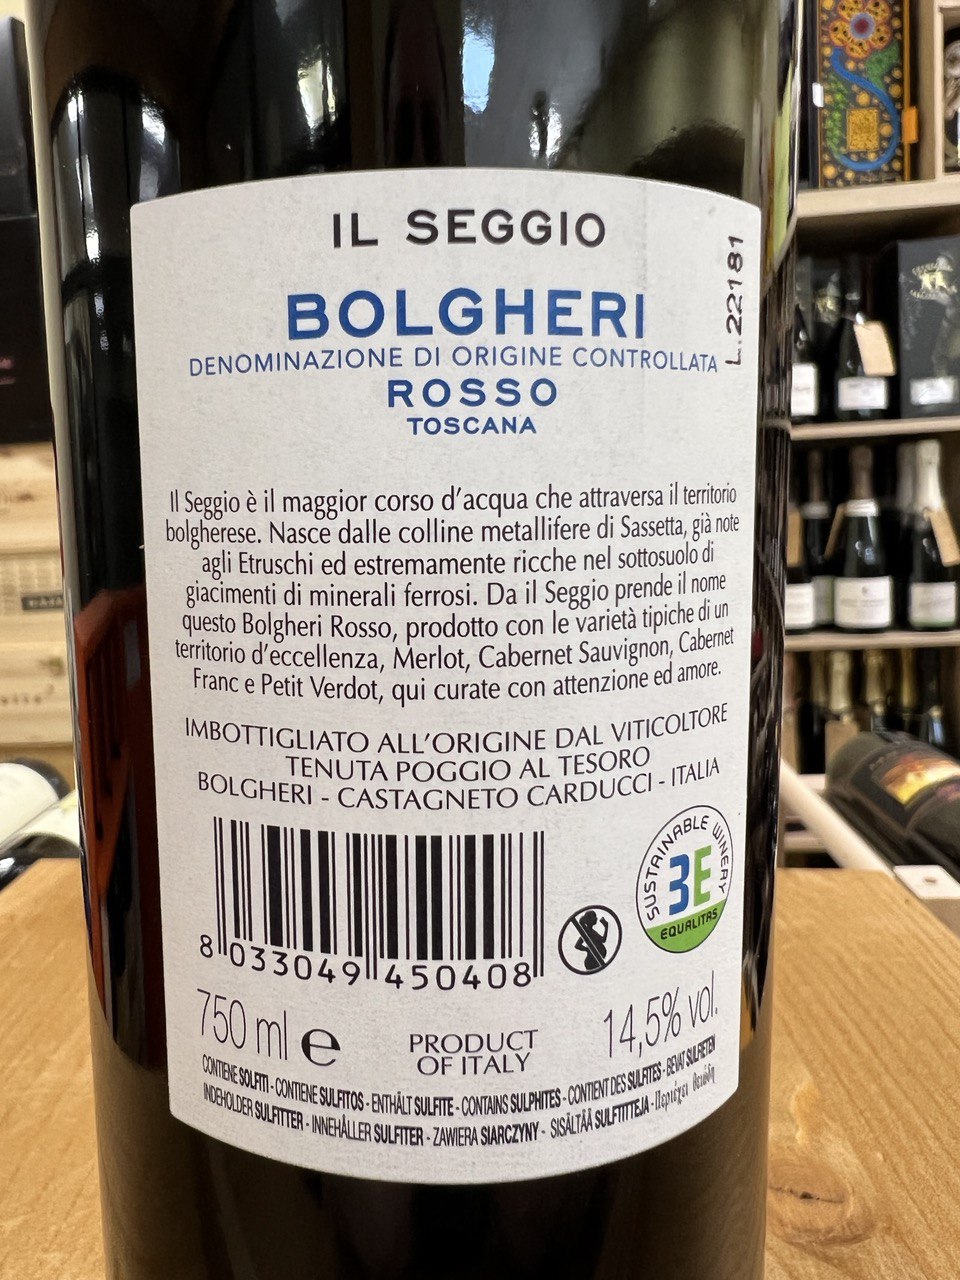 IL SEGGIO
BOLGHERI
DENOMINAZIONE DI ORIGINE CONTROLLATA
ROSSO
TOSCANA
L.22181
Il Seggio è il maggior corso d'acqua che attraversa il territorio
bolgherese. Nasce dalle colline metallifere di Sassetta, già note
agli Etruschi ed estremamente ricche nel sottosuolo di
giacimenti di minerali ferrosi. Da il Seggio prende il nome
questo Bolgheri Rosso, prodotto con le varietà tipiche di un
territorio d'eccellenza, Merlot, Cabernet Sauvignon, Cabernet
Franc e Petit Verdot, qui curate con attenzione ed amore.
IMBOTTIGLIATO ALL'ORIGINE DAL VITICOLTORE
TENUTA POGGIO AL TESORO
BOLGHERI - CASTAGNETO CARDUCCI - ITALIA
SUSTAINABLE WINERY
3E
EQUALITAS
8 033049 450408
750 ml e
PRODUCT
OF ITALY
14,5% vol.
CONTIENE SOLFITI - CONTIENE SULFITOS - ENTHÄLT SULFITE - CONTAINS SULPHITES - CONTIENT DES SULFITES - BEVAT SULFIETEN
INDEHOLDER SULFITTER - INNEHÅLLER SULFITER - ZAWIERA SIARCZYNY - SISÄLTÄÄ SULFITTTEJA - Περιέχει